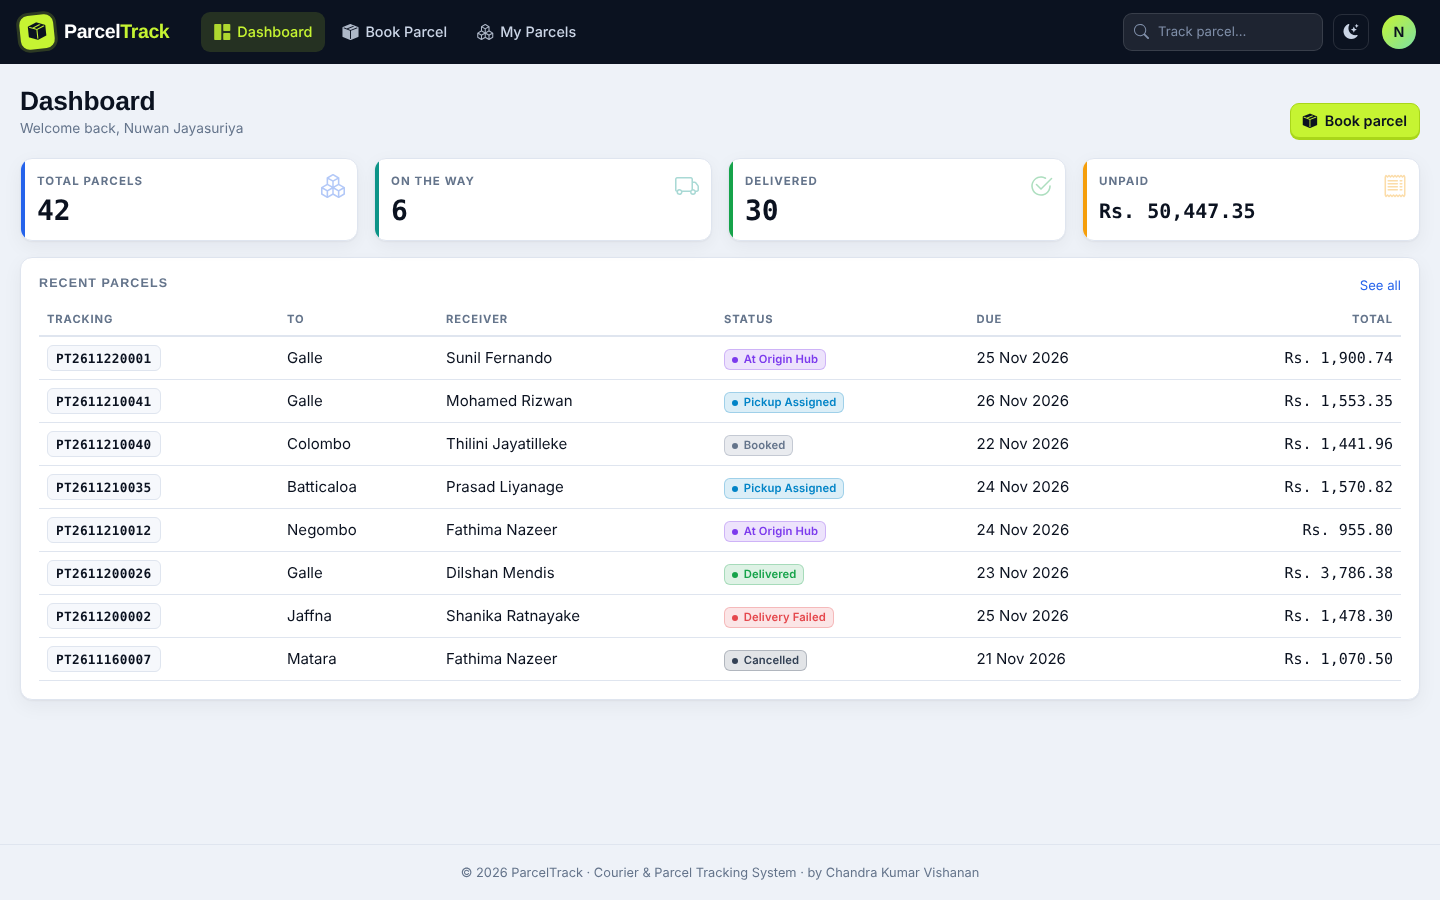 ParcelTrack
Dashboard
Book Parcel
My Parcels
Track parcel...
N
Dashboard
Welcome back, Nuwan Jayasuriya
Book parcel
TOTAL PARCELS
42
ON THE WAY
6
DELIVERED
30
UNPAID
Rs. 50,447.35
RECENT PARCELS
See all
TRACKING TO RECEIVER STATUS DUE TOTAL
PT2611220001 Galle Sunil Fernando At Origin Hub 25 Nov 2026 Rs. 1,900.74
PT2611210041 Galle Mohamed Rizwan Pickup Assigned 26 Nov 2026 Rs. 1,553.35
PT2611210040 Colombo Thilini Jayatilleke Booked 22 Nov 2026 Rs. 1,441.96
PT2611210035 Batticaloa Prasad Liyanage Pickup Assigned 24 Nov 2026 Rs. 1,570.82
PT2611210012 Negombo Fathima Nazeer At Origin Hub 24 Nov 2026 Rs. 955.80
PT2611200026 Galle Dilshan Mendis Delivered 23 Nov 2026 Rs. 3,786.38
PT2611200002 Jaffna Shanika Ratnayake Delivery Failed 25 Nov 2026 Rs. 1,478.30
PT2611160007 Matara Fathima Nazeer Cancelled 21 Nov 2026 Rs. 1,070.50
© 2026 ParcelTrack · Courier & Parcel Tracking System · by Chandra Kumar Vishanan